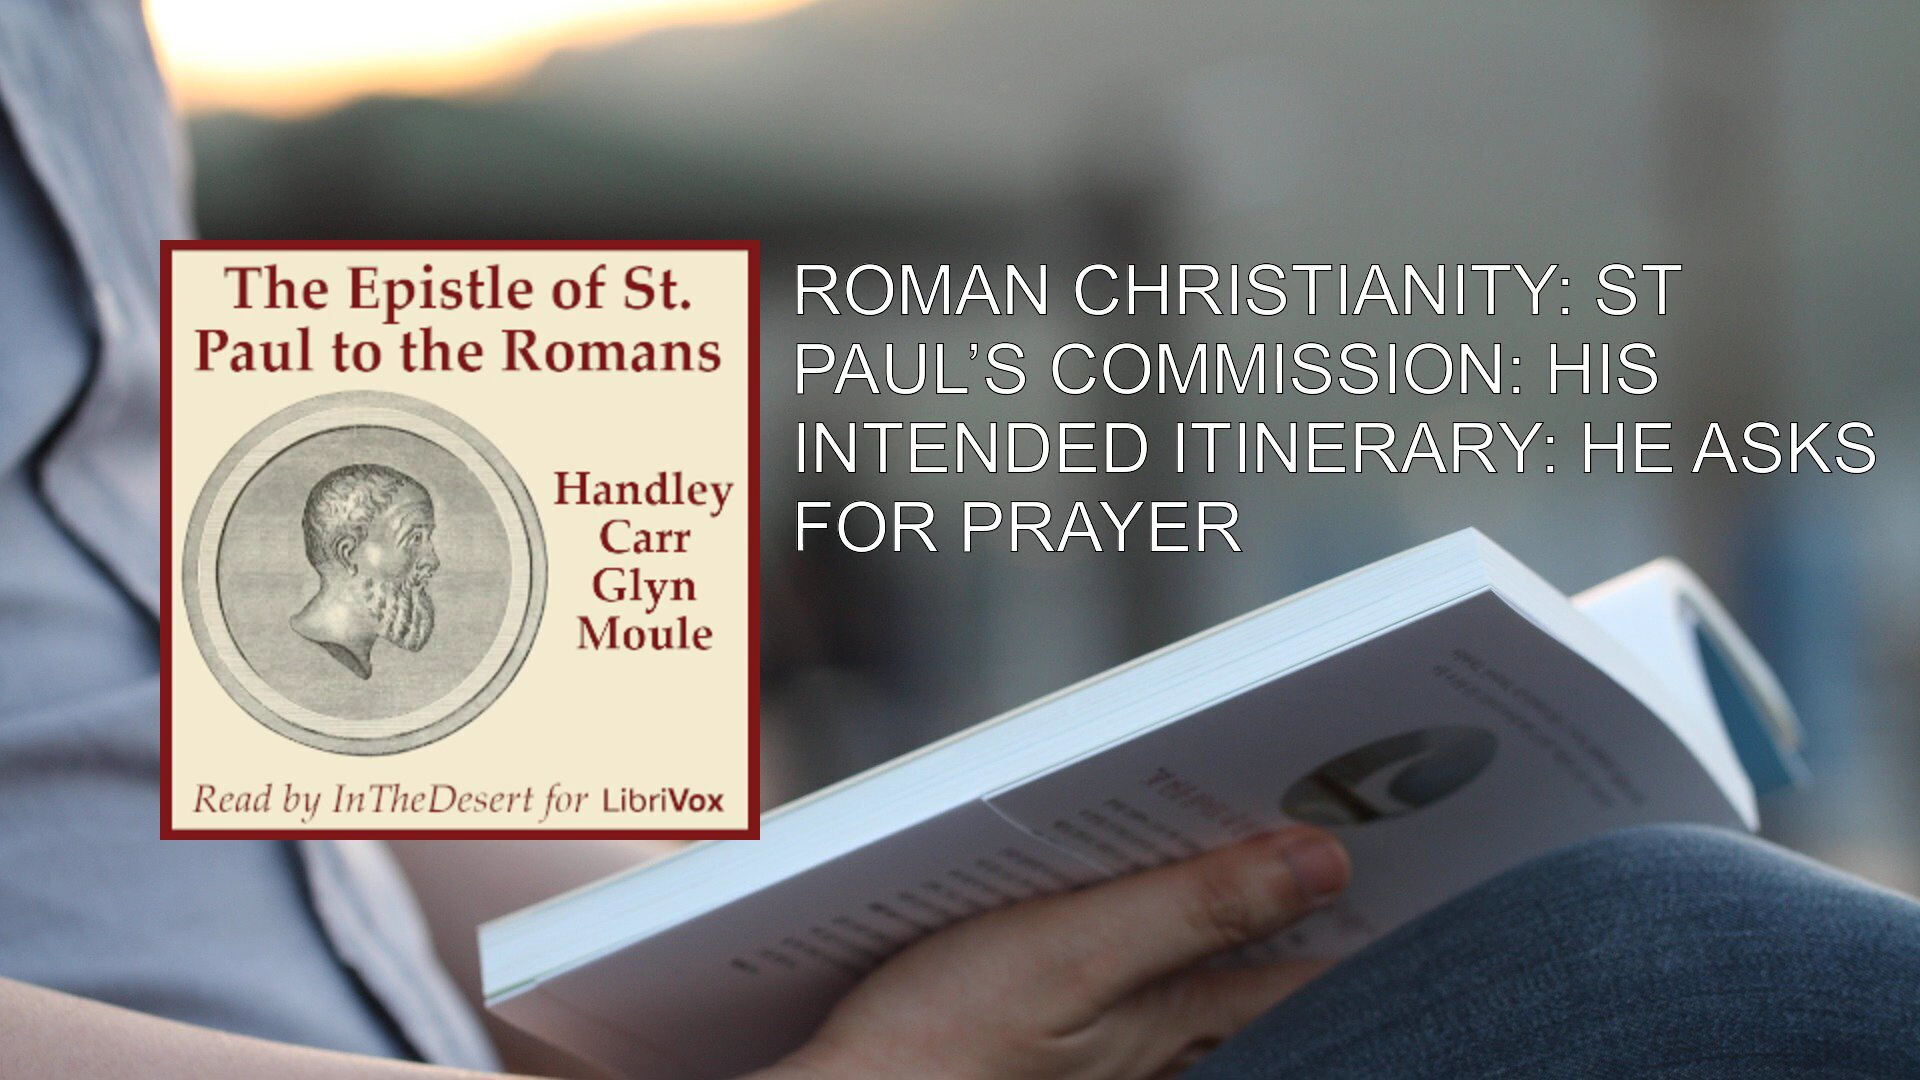 The Epistle of St.
Paul to the Romans
Handley
Carr
Glyn
Moule
Read by InTheDesert for LibriVox
ROMAN CHRISTIANITY: ST
PAUL’S COMMISSION: HIS
INTENDED ITINERARY: HE ASKS
FOR PRAYER